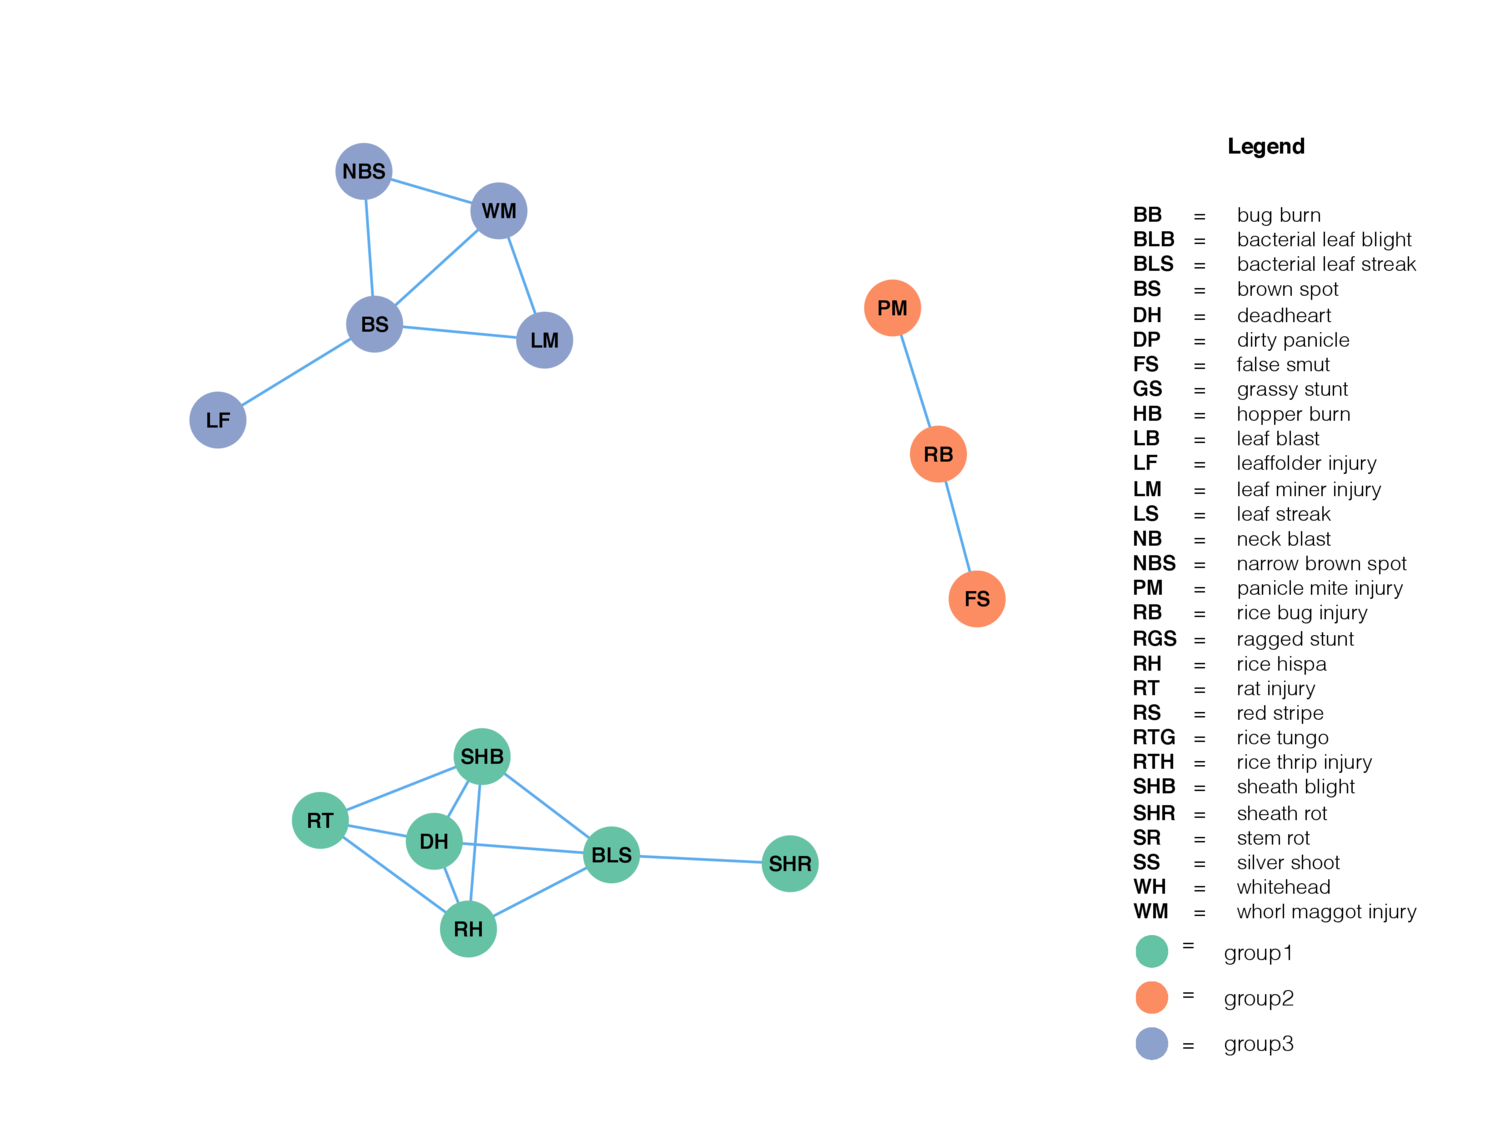 NBS
WM
BS
LM
LF
PM
RB
FS
SHB
RT
DH
BLS
SHR
RH
Legend
BB = bug burn
BLB = bacterial leaf blight
BLS = bacterial leaf streak
BS = brown spot
DH = deadheart
DP = dirty panicle
FS = false smut
GS = grassy stunt
HB = hopper burn
LB = leaf blast
LF = leaffolder injury
LM = leaf miner injury
LS = leaf streak
NB = neck blast
NBS = narrow brown spot
PM = panicle mite injury
RB = rice bug injury
RGS = ragged stunt
RH = rice hispa
RT = rat injury
RS = red stripe
RTG = rice tungo
RTH = rice thrip injury
SHB = sheath blight
SHR = sheath rot
SR = stem rot
SS = silver shoot
WH = whitehead
WM = whorl maggot injury
= group1
= group2
= group3